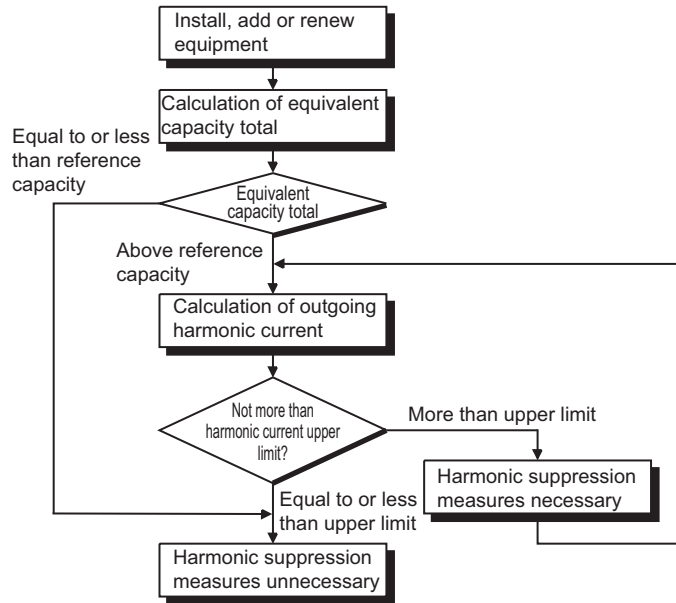 Install, add or renew
equipment
Calculation of equivalent
capacity total
Equal to or less
than reference
capacity
Equivalent
capacity total
Above reference
capacity
Calculation of outgoing
harmonic current
Not more than
harmonic current upper
limit?
More than upper limit
Harmonic suppression
measures necessary
Equal to or less
than upper limit
Harmonic suppression
measures unnecessary